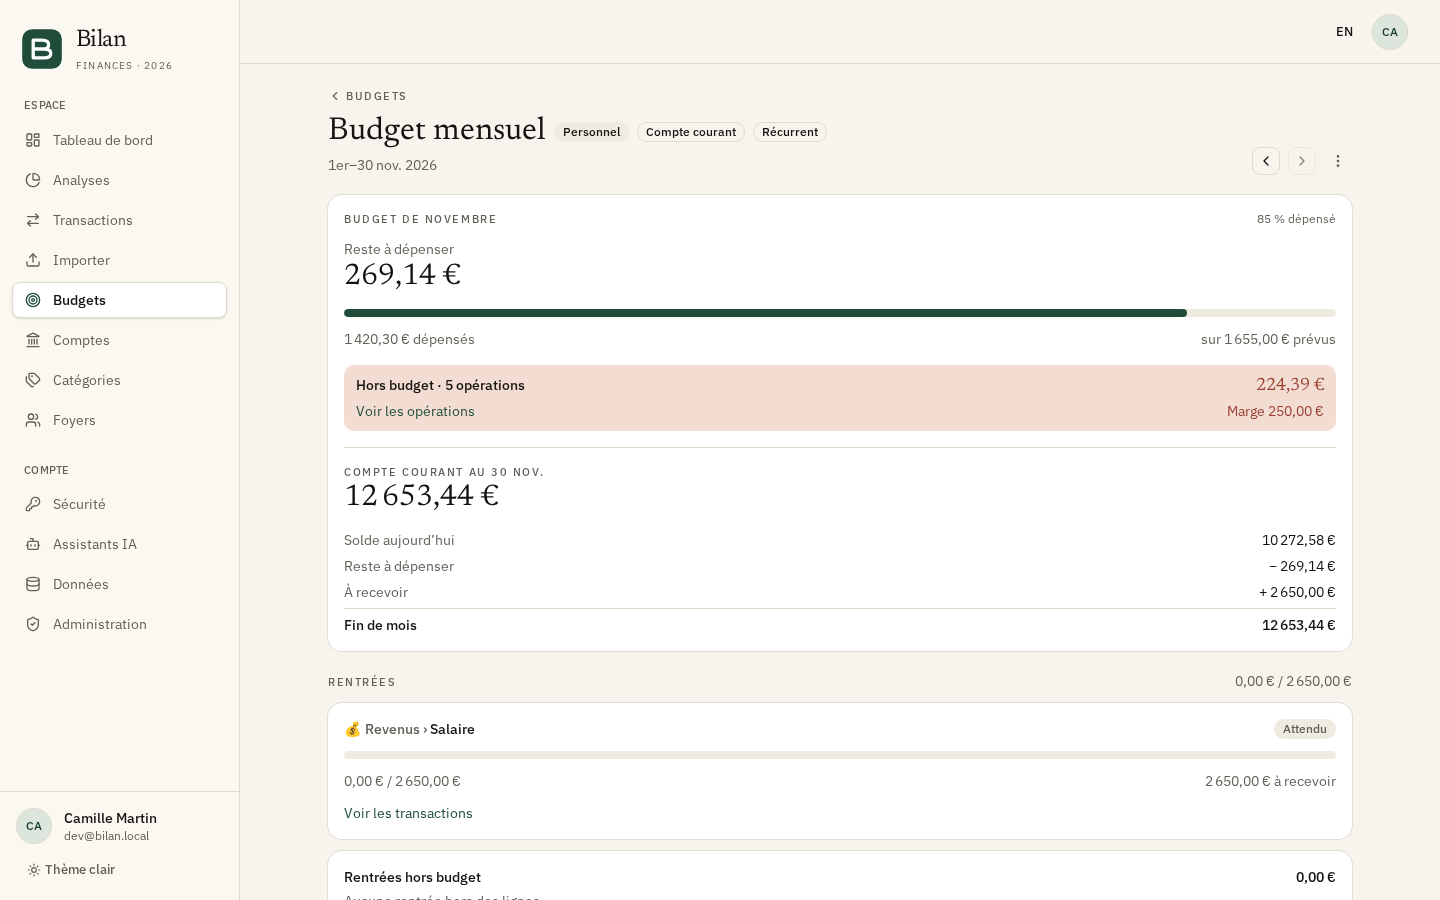 Bilan
FINANCES · 2026
ESPACE
Tableau de bord
Analyses
Transactions
Importer
Budgets
Comptes
Catégories
Foyers
COMPTE
Sécurité
Assistants IA
Données
Administration
CA
Camille Martin
dev@bilan.local
Thème clair
EN
CA
BUDGETS
Budget mensuel
Personnel
Compte courant
Récurrent
1er–30 nov. 2026
BUDGET DE NOVEMBRE
85 % dépensé
Reste à dépenser
269,14 €
1 420,30 € dépensés
sur 1 655,00 € prévus
Hors budget · 5 opérations
224,39 €
Voir les opérations
Marge 250,00 €
COMPTE COURANT AU 30 NOV.
12 653,44 €
Solde aujourd’hui
10 272,58 €
Reste à dépenser
− 269,14 €
À recevoir
+ 2 650,00 €
Fin de mois
12 653,44 €
RENTRÉES
0,00 € / 2 650,00 €
Revenus › Salaire
Attendu
0,00 € / 2 650,00 €
2 650,00 € à recevoir
Voir les transactions
Rentrées hors budget
0,00 €